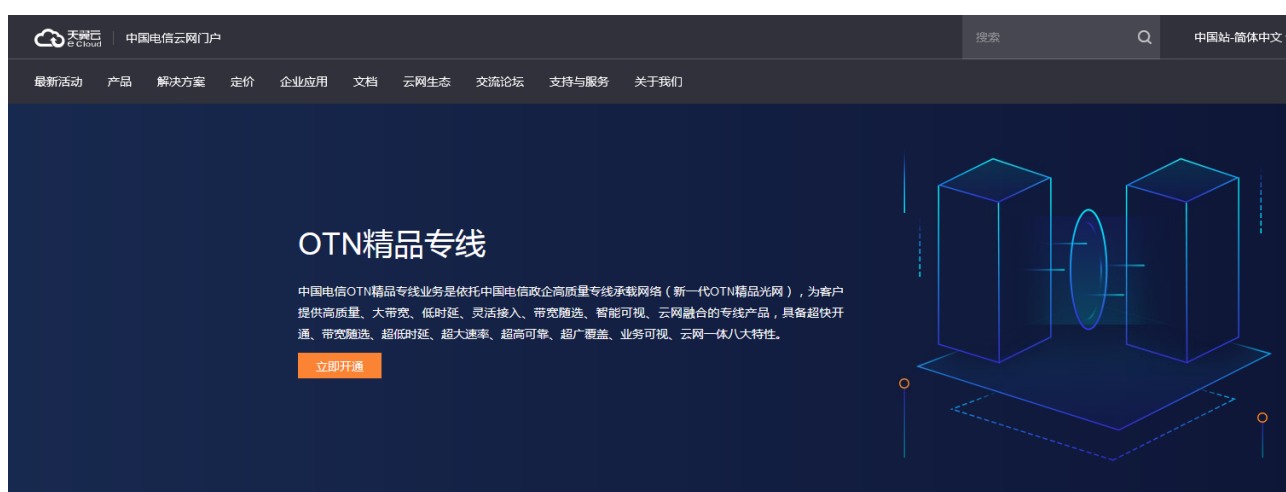 天翼云
e cloud
中国电信云网门户
搜索
中国站-简体中文
最新活动 产品 解决方案 定价 企业应用 文档 云网生态 交流论坛 支持与服务 关于我们
OTN精品专线
中国电信OTN精品专线业务是依托中国电信政企高质量专线承载网络(新一代OTN精品光网),为客户
提供高质量、大带宽、低时延、灵活接入、带宽随选、智能可视、云网融合的专线产品,具备超快开
通、带宽随选、超低时延、超大速率、超高可靠、超广覆盖、业务可视、云网一体八大特性。
立即开通